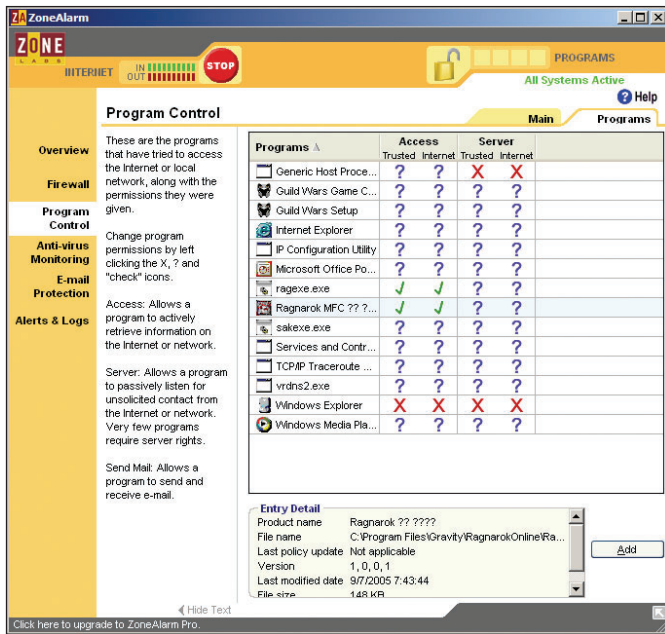 ZA ZoneAlarm
ZONE
LABS
INTERNET
IN
OUT
STOP
PROGRAMS
All Systems Active
? Help
Program Control
Main
Programs
Overview
Firewall
Program
Control
Anti-virus
Monitoring
E-mail
Protection
Alerts & Logs
These are the programs
that have tried to access
the Internet or local
network, along with the
permissions they were
given.
Change program
permissions by left
clicking the X, ? and
"check" icons.
Access: Allows a
program to actively
retrieve information on
the Internet or network.
Server: Allows a program
to passively listen for
unsolicited contact from
the Internet or network.
Very few programs
require server rights.
Send Mail: Allows a
program to send and
receive e-mail.
Programs
Access
Server
Trusted Internet Trusted Internet
Generic Host Proce... ? ? X X
Guild Wars Game C... ? ? ? ?
Guild Wars Setup ? ? ? ?
Internet Explorer ? ? ? ?
IP Configuration Utility ? ? ? ?
Microsoft Office Po... ? ? ? ?
ragexe.exe √ √ ? ?
Ragnarok MFC ?? ?... √ √ ? ?
sakexe.exe ? ? ? ?
Services and Contr... ? ? ? ?
TCP/IP Traceroute ... ? ? ? ?
vrdns2.exe ? ? ? ?
Windows Explorer X X X X
Windows Media Pla... ? ? ? ?
Entry Detail
Product name Ragnarok ?? ????
File name C:\Program Files\Gravity\RagnarokOnline\Ra...
Last policy update Not applicable
Version 1, 0, 0, 1
Last modified date 9/7/2005 7:43:44
File size 148 KB
Add
Hide Text
Click here to upgrade to ZoneAlarm Pro.